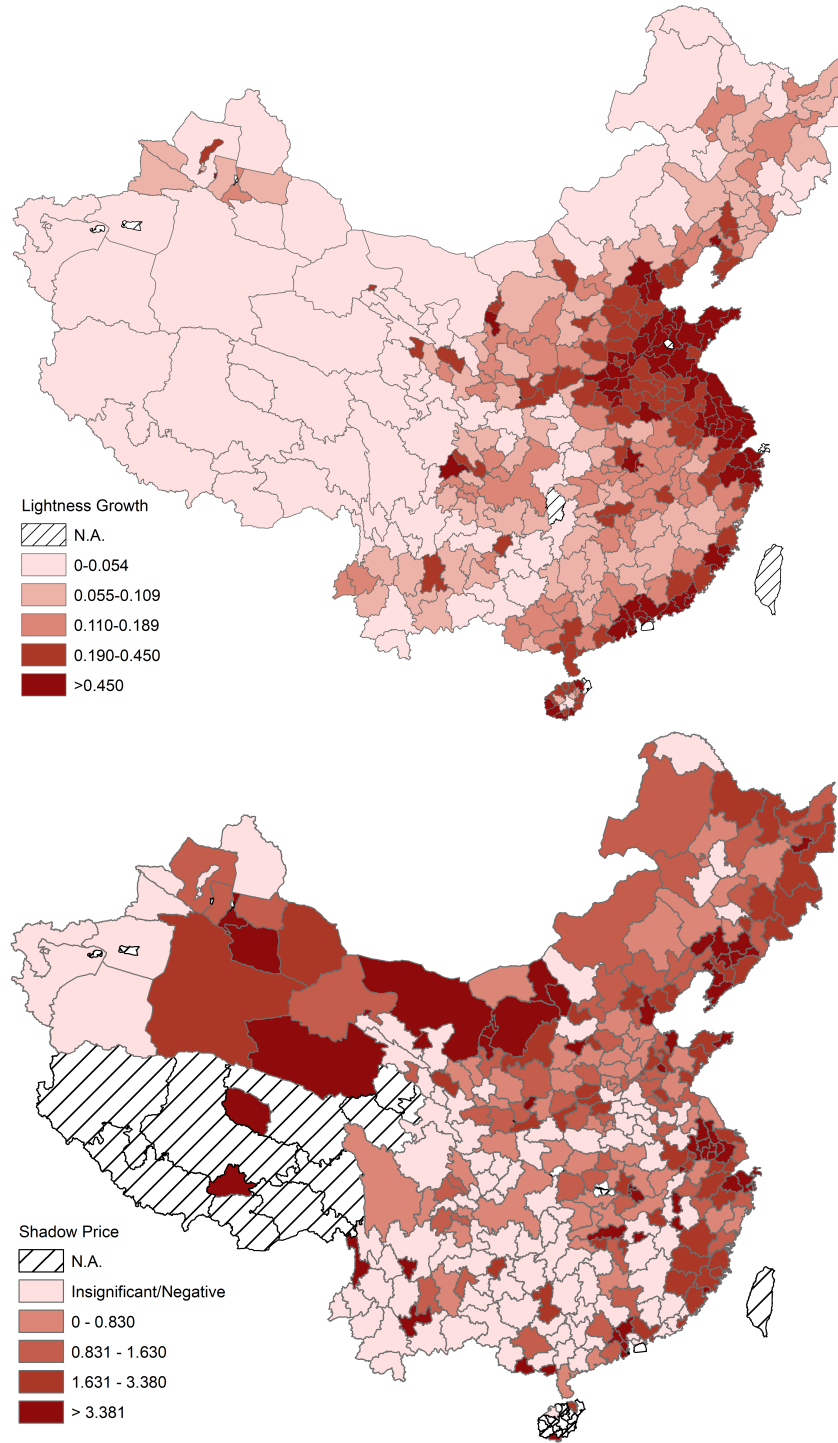 Lightness Growth
N.A.
0-0.054
0.055-0.109
0.110-0.189
0.190-0.450
>0.450
Shadow Price
N.A.
Insignificant/Negative
0 - 0.830
0.831 - 1.630
1.631 - 3.380
> 3.381